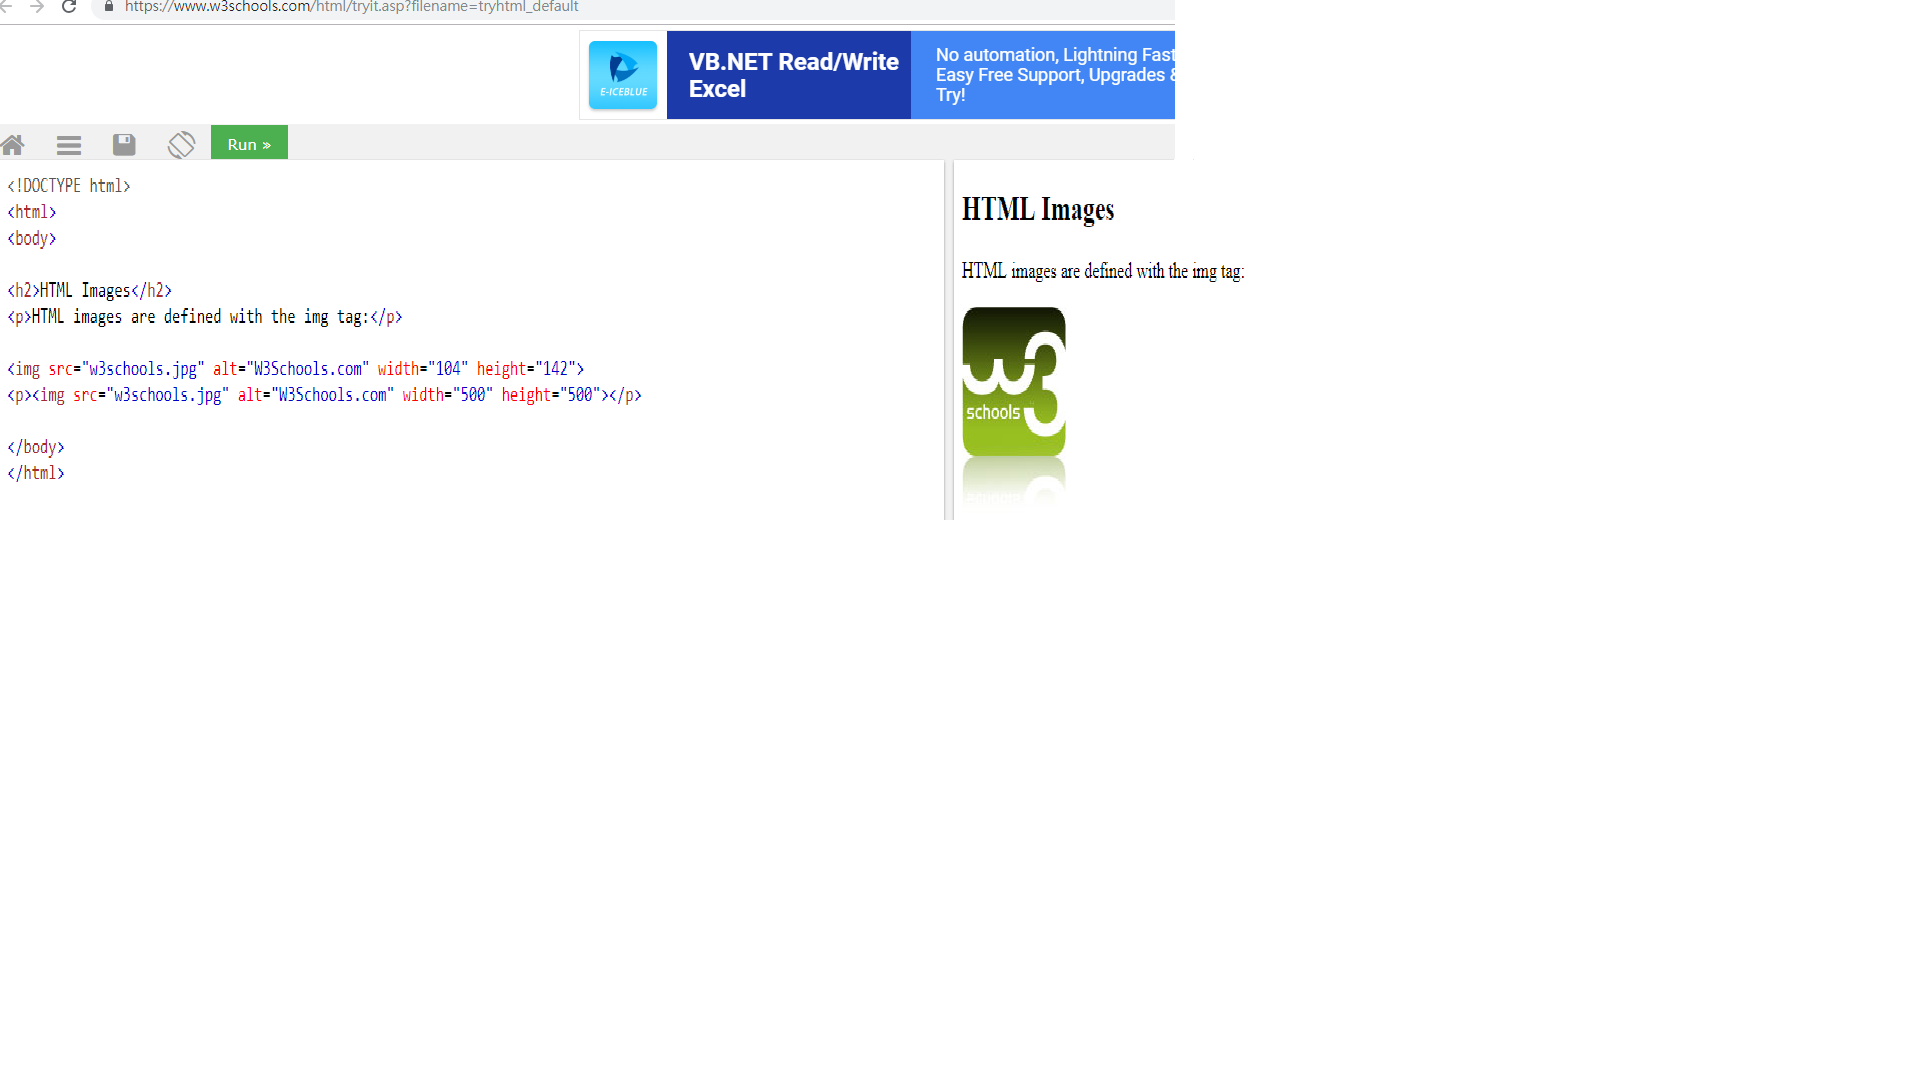 https://www.w3schools.com/html/tryit.asp?filename=tryhtml_default
E-ICEBLUE
VB.NET Read/Write
Excel
No automation, Lightning Fast
Easy Free Support, Upgrades &
Try!
Run »
<!DOCTYPE html>
<html>
<body>
<h2>HTML Images</h2>
<p>HTML images are defined with the img tag:</p>
<img src="w3schools.jpg" alt="W3Schools.com" width="104" height="142">
<p><img src="w3schools.jpg" alt="W3Schools.com" width="500" height="500"></p>
</body>
</html>
HTML Images
HTML images are defined with the img tag:
w3
schools